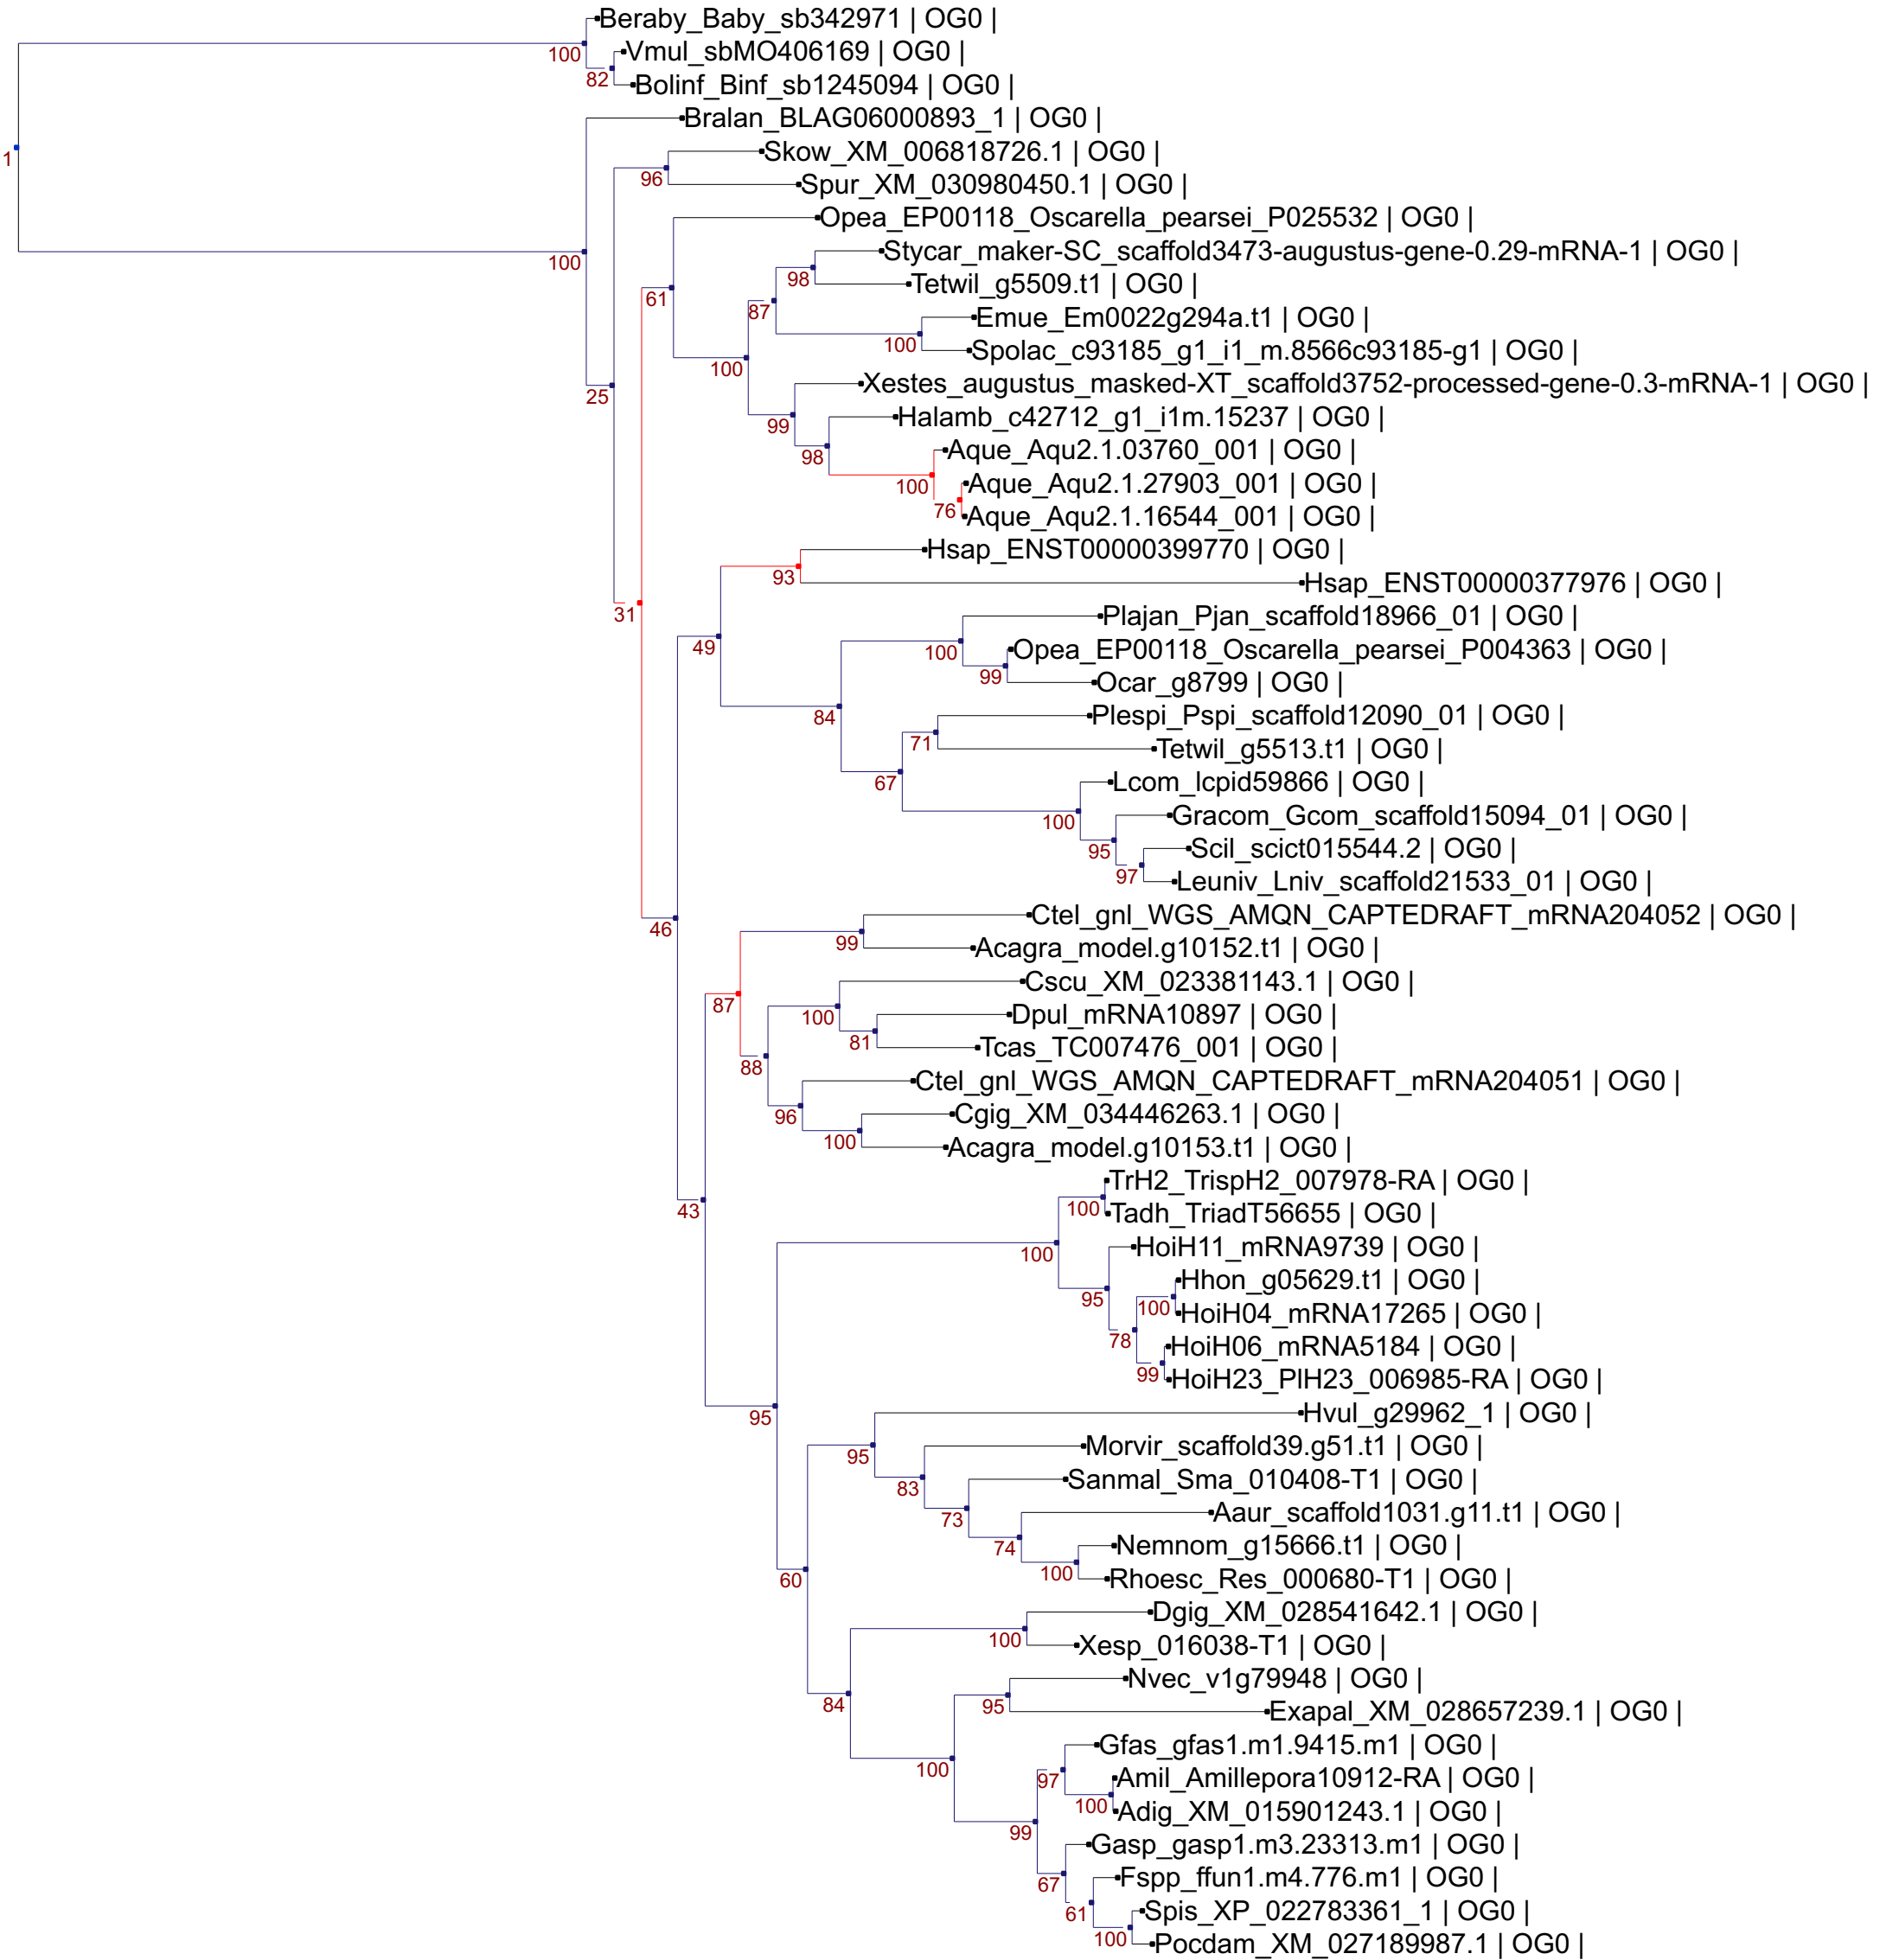 Beraby_Baby_sb342971 | OG0 |
100
Vmul_sbMO406169 | OG0 |
82
Bolinf_Binf_sb1245094 | OG0 |
Bralan_BLAG06000893_1 | OG0 |
1
Skow_XM_006818726.1 | OG0 |
96
Spur_XM_030980450.1 | OG0 |
Opea_EP00118_Oscarella_pearsei_P025532 | OG0 |
Stycar_maker-SC_scaffold3473-augustus-gene-0.29-mRNA-1 | OG0 |
100
98
Tetwil_g5509.t1 | OG0 |
61
87
Emue_Em0022g294a.t1 | OG0 |
100
Spolac_c93185_g1_i1_m.8566c93185-g1 | OG0 |
100
Xestes_augustus_masked-XT_scaffold3752-processed-gene-0.3-mRNA-1 | OG0 |
25
Halamb_c42712_g1_i1m.15237 | OG0 |
99
Aque_Aqu2.1.03760_001 | OG0 |
98
Aque_Aqu2.1.27903_001 | OG0 |
100
76
Aque_Aqu2.1.16544_001 | OG0 |
Hsap_ENST00000399770 | OG0 |
93
Hsap_ENST00000377976 | OG0 |
31
Plajan_Pjan_scaffold18966_01 | OG0 |
49
100
Opea_EP00118_Oscarella_pearsei_P004363 | OG0 |
99
Ocar_g8799 | OG0 |
84
Plespi_Pspi_scaffold12090_01 | OG0 |
71
Tetwil_g5513.t1 | OG0 |
67
Lcom_lcpid59866 | OG0 |
100
Gracom_Gcom_scaffold15094_01 | OG0 |
95
Scil_scict015544.2 | OG0 |
97
Leuniv_Lniv_scaffold21533_01 | OG0 |
46
Ctel_gnl_WGS_AMQN_CAPTEDRAFT_mRNA204052 | OG0 |
99
Acagra_model.g10152.t1 | OG0 |
Cscu_XM_023381143.1 | OG0 |
87
100
Dpul_mRNA10897 | OG0 |
81
Tcas_TC007476_001 | OG0 |
88
Ctel_gnl_WGS_AMQN_CAPTEDRAFT_mRNA204051 | OG0 |
96
Cgig_XM_034446263.1 | OG0 |
100
Acagra_model.g10153.t1 | OG0 |
TrH2_TrispH2_007978-RA | OG0 |
43
100
Tadh_TriadT56655 | OG0 |
100
HoiH11_mRNA9739 | OG0 |
Hhon_g05629.t1 | OG0 |
95
100
HoiH04_mRNA17265 | OG0 |
78
HoiH06_mRNA5184 | OG0 |
99
HoiH23_PlH23_006985-RA | OG0 |
95
Hvul_g29962_1 | OG0 |
95
Morvir_scaffold39.g51.t1 | OG0 |
83
Sanmal_Sma_010408-T1 | OG0 |
73
Aaur_scaffold1031.g11.t1 | OG0 |
74
Nemnom_g15666.t1 | OG0 |
100
Rhoesc_Res_000680-T1 | OG0 |
60
Dgig_XM_028541642.1 | OG0 |
100
Xesp_016038-T1 | OG0 |
Nvec_v1g79948 | OG0 |
84
95
Exapal_XM_028657239.1 | OG0 |
Gfas_gfas1.m1.9415.m1 | OG0 |
100
97
Amil_Amillepora10912-RA | OG0 |
100
Adig_XM_015901243.1 | OG0 |
99
Gasp_gasp1.m3.23313.m1 | OG0 |
67
Fspp_ffun1.m4.776.m1 | OG0 |
61
Spis_XP_022783361_1 | OG0 |
100
Pocdam_XM_027189987.1 | OG0 |